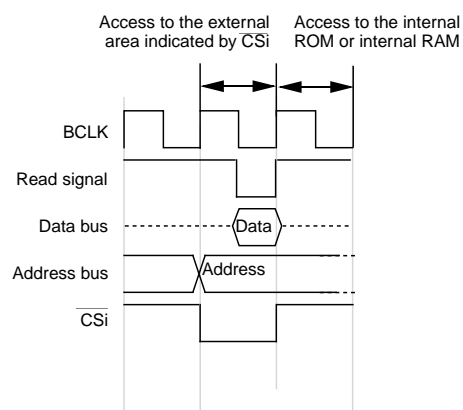 Access to the external
area indicated by CSi
Access to the internal
ROM or internal RAM
BCLK
Read signal
Data bus
Data
Address bus
Address
CSi